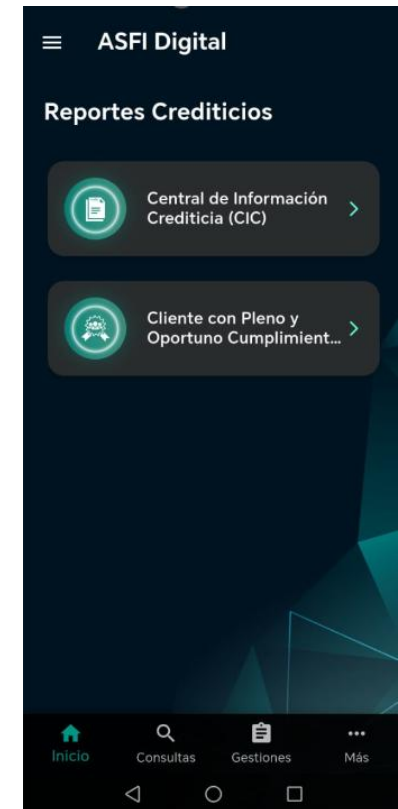 ASFI Digital
Reportes Crediticios
Central de Información
Crediticia (CIC)
Cliente con Pleno y
Oportuno Cumplimient...
Inicio
Consultas
Gestiones
Más